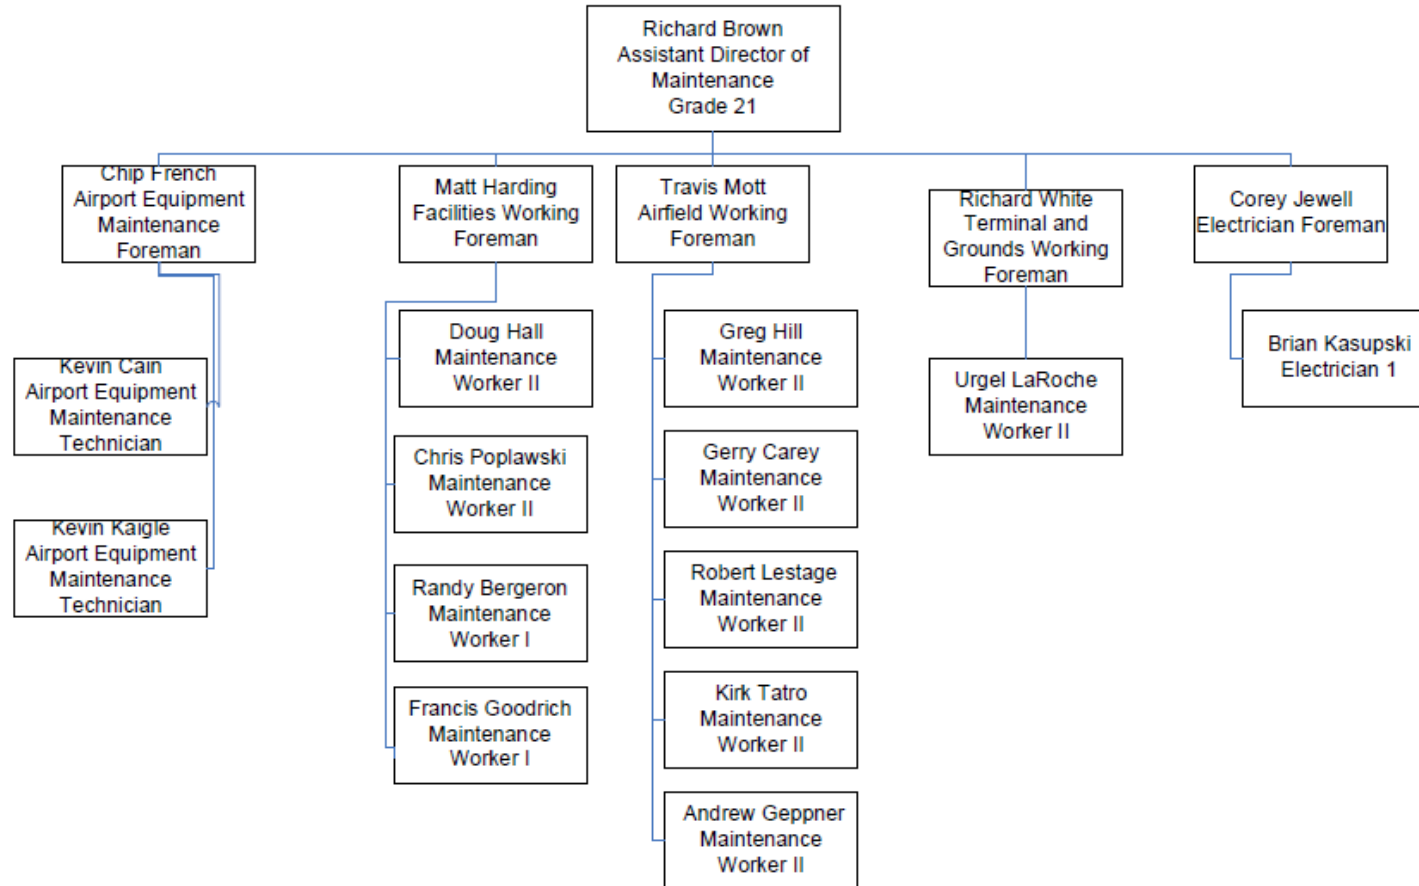 Richard Brown
Assistant Director of
Maintenance
Grade 21
Chip French
Airport Equipment
Maintenance
Foreman
Matt Harding
Facilities Working
Foreman
Travis Mott
Airfield Working
Foreman
Richard White
Terminal and
Grounds Working
Foreman
Corey Jewell
Electrician Foreman
Kevin Cain
Airport Equipment
Maintenance
Technician
Kevin Kaigle
Airport Equipment
Maintenance
Technician
Doug Hall
Maintenance
Worker II
Chris Poplawski
Maintenance
Worker II
Randy Bergeron
Maintenance
Worker I
Francis Goodrich
Maintenance
Worker I
Greg Hill
Maintenance
Worker II
Gerry Carey
Maintenance
Worker II
Robert Lestage
Maintenance
Worker II
Kirk Tatro
Maintenance
Worker II
Andrew Geppner
Maintenance
Worker II
Urgel LaRoche
Maintenance
Worker II
Brian Kasupski
Electrician 1